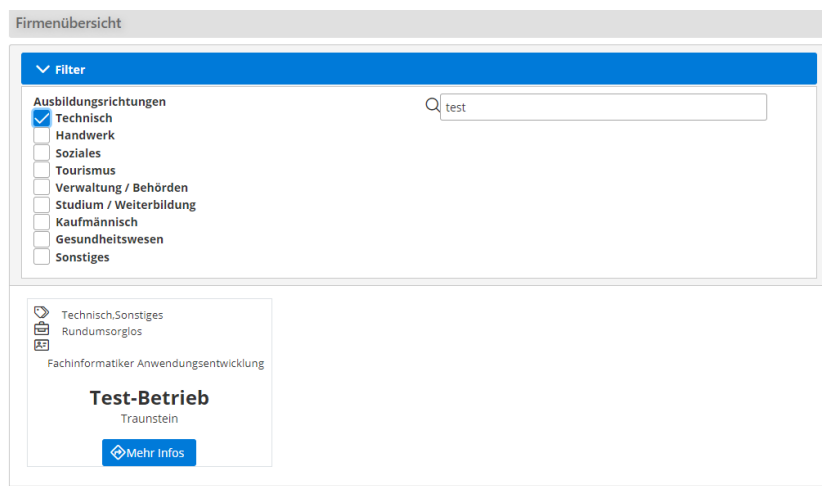 Firmenübersicht
Filter
Ausbildungsrichtungen
test
Technisch
Handwerk
Soziales
Tourismus
Verwaltung / Behörden
Studium / Weiterbildung
Kaufmännisch
Gesundheitswesen
Sonstiges
Technisch,Sonstiges
Rundumsorglos
Fachinformatiker Anwendungsentwicklung
Test-Betrieb
Traunstein
Mehr Infos